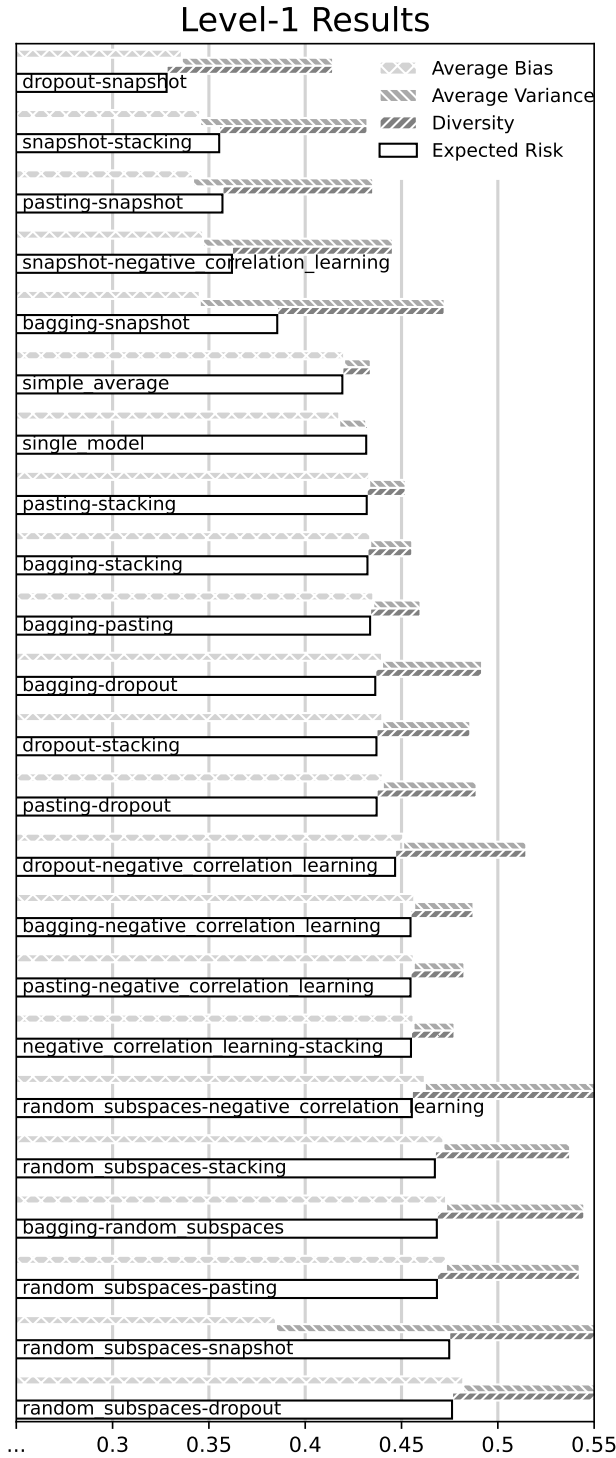 Level-1 Results
Average Bias
Average Variance
Diversity
Expected Risk
dropout-snapshot
snapshot-stacking
pasting-snapshot
snapshot-negative_correlation_learning
bagging-snapshot
simple_average
single_model
pasting-stacking
bagging-stacking
bagging-pasting
bagging-dropout
dropout-stacking
pasting-dropout
dropout-negative_correlation_learning
bagging-negative_correlation_learning
pasting-negative_correlation_learning
negative_correlation_learning-stacking
random_subspaces-negative_correlation_learning
random_subspaces-stacking
bagging-random_subspaces
random_subspaces-pasting
random_subspaces-snapshot
random_subspaces-dropout
... 0.3 0.35 0.4 0.45 0.5 0.55